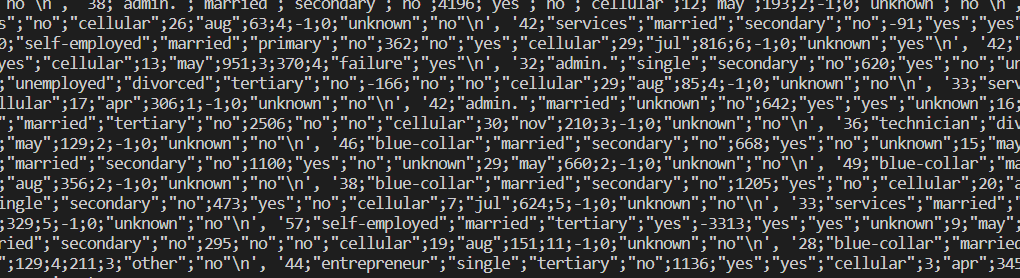 no \n', '38;"admin.";"married";"secondary";"no";4196;"yes";"no";"cellular";12;"may";193;2;-1;0;"unknown";"no"\n
s";"no";"cellular";26;"aug";63;4;-1;0;"unknown";"no"\n', '42;"services";"married";"secondary";"no";-91;"yes";"yes"
0;"self-employed";"married";"primary";"no";362;"no";"yes";"cellular";29;"jul";816;6;-1;0;"unknown";"yes"\n', '42;"
yes";"cellular";13;"may";951;3;370;4;"failure";"yes"\n', '32;"admin.";"single";"secondary";"no";620;"yes";"no";"un
;"unemployed";"divorced";"tertiary";"no";-166;"no";"no";"cellular";29;"aug";85;4;-1;0;"unknown";"no"\n', '33;"serv
llular";17;"apr";306;1;-1;0;"unknown";"no"\n', '42;"admin.";"married";"unknown";"no";642;"yes";"yes";"unknown";16;
";"married";"tertiary";"no";2506;"no";"no";"cellular";30;"nov";210;3;-1;0;"unknown";"no"\n', '36;"technician";"div
;"may";129;2;-1;0;"unknown";"no"\n', '46;"blue-collar";"married";"secondary";"no";668;"yes";"no";"unknown";15;"may
"married";"secondary";"no";1100;"yes";"no";"unknown";29;"may";660;2;-1;0;"unknown";"no"\n', '49;"blue-collar";"ma
;"aug";356;2;-1;0;"unknown";"no"\n', '38;"blue-collar";"married";"secondary";"no";1205;"yes";"no";"cellular";20;"a
ingle";"secondary";"no";473;"yes";"no";"cellular";7;"jul";624;5;-1;0;"unknown";"no"\n', '33;"services";"married";"
;329;5;-1;0;"unknown";"no"\n', '57;"self-employed";"married";"tertiary";"yes";-3313;"yes";"yes";"unknown";9;"may";
ried";"secondary";"no";295;"no";"no";"cellular";19;"aug";151;11;-1;0;"unknown";"no"\n', '28;"blue-collar";"married
";129;4;211;3;"other";"no"\n', '44;"entrepreneur";"single";"tertiary";"no";1136;"yes";"yes";"cellular";3;"apr";345